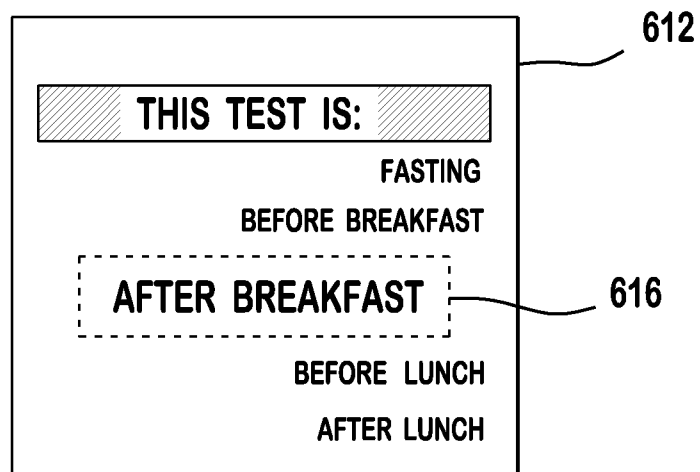 612
THIS TEST IS:
FASTING
BEFORE BREAKFAST
AFTER BREAKFAST
616
BEFORE LUNCH
AFTER LUNCH